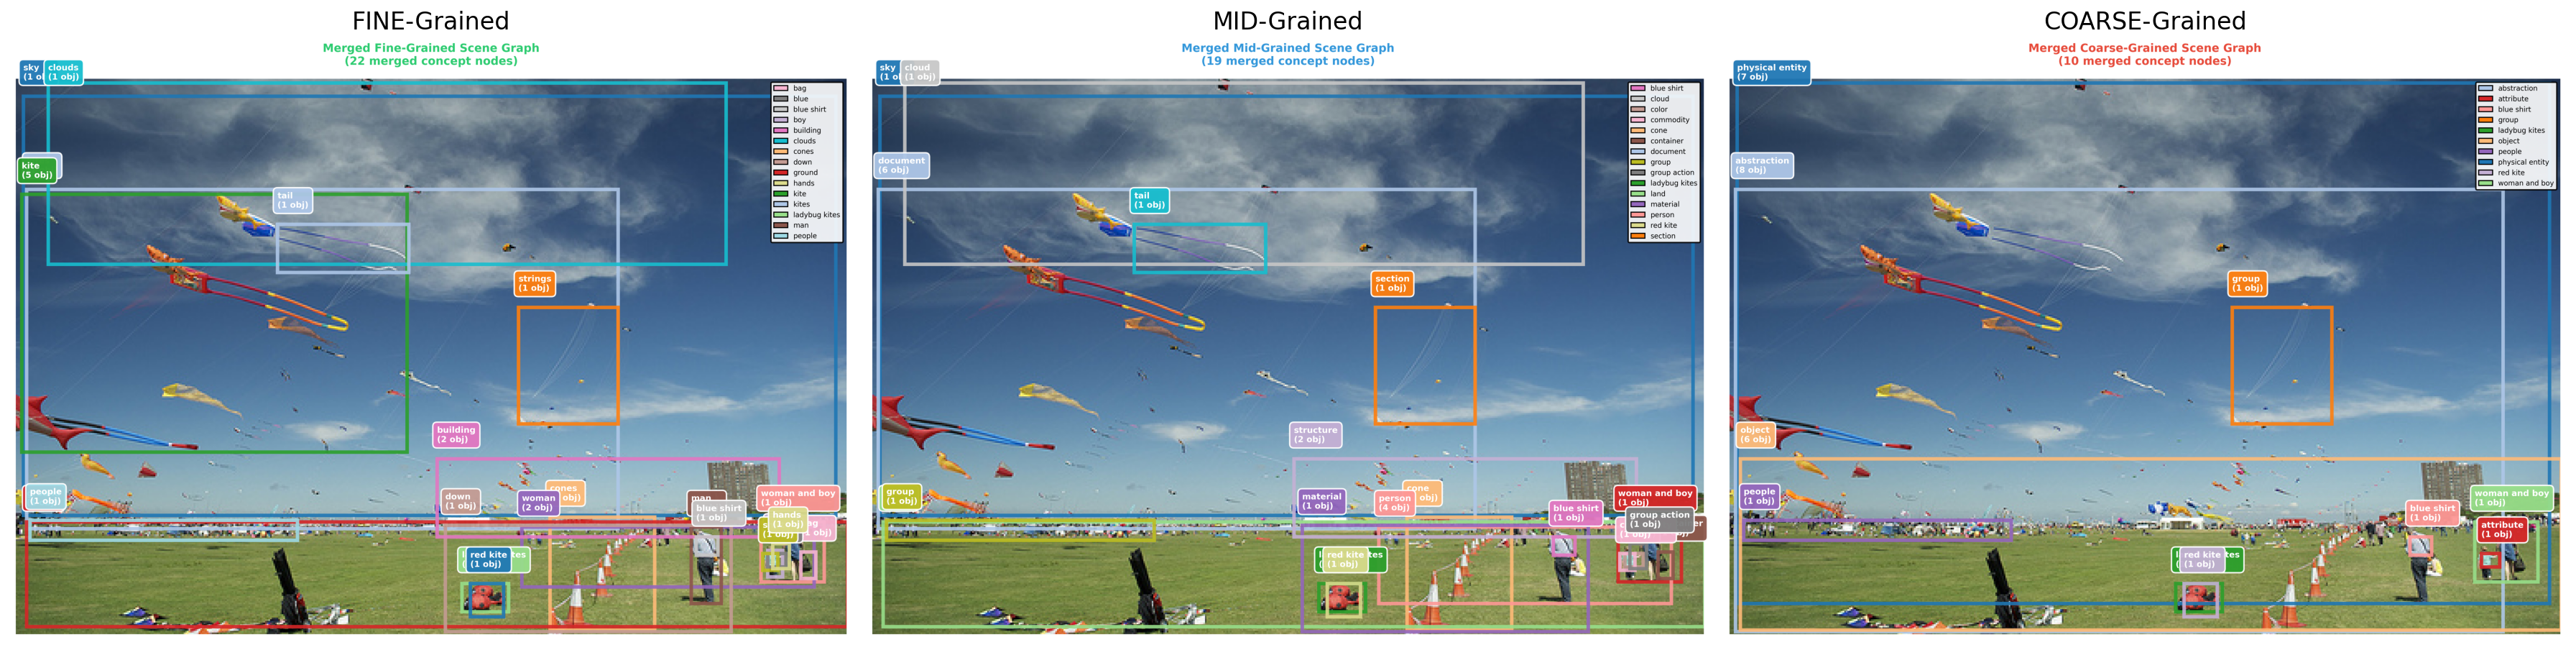 FINE-Grained
Merged Fine-Grained Scene Graph
(22 merged concept nodes)
sky
clouds
(1 obj)
bag
blue
blue shirt
boy
building
clouds
cones
down
ground
hands
kite
kites
ladybug kites
man
people
kite
(5 obj)
tail
(1 obj)
strings
(1 obj)
building
(2 obj)
people
(1 obj)
down
(1 obj)
woman
(2 obj)
cones
obj)
man
blue shirt
(1 obj)
woman and boy
(1 obj)
hands
(1 obj)
red kite
(1 obj)
MID-Grained
Merged Mid-Grained Scene Graph
(19 merged concept nodes)
sky
cloud
(1 obj)
blue shirt
cloud
color
commodity
cone
container
document
group
group action
ladybug kites
land
material
person
red kite
section
document
(6 obj)
tail
(1 obj)
section
(1 obj)
structure
(2 obj)
group
(1 obj)
material
(1 obj)
person
(4 obj)
cone
obj)
blue shirt
(1 obj)
woman and boy
(1 obj)
group action
(1 obj)
red kite
(1 obj)
COARSE-Grained
Merged Coarse-Grained Scene Graph
(10 merged concept nodes)
physical entity
(7 obj)
abstraction
attribute
blue shirt
group
ladybug kites
object
people
physical entity
red kite
woman and boy
abstraction
(8 obj)
group
(1 obj)
object
(6 obj)
people
(1 obj)
blue shirt
(1 obj)
woman and boy
(1 obj)
attribute
(1 obj)
red kite
(1 obj)